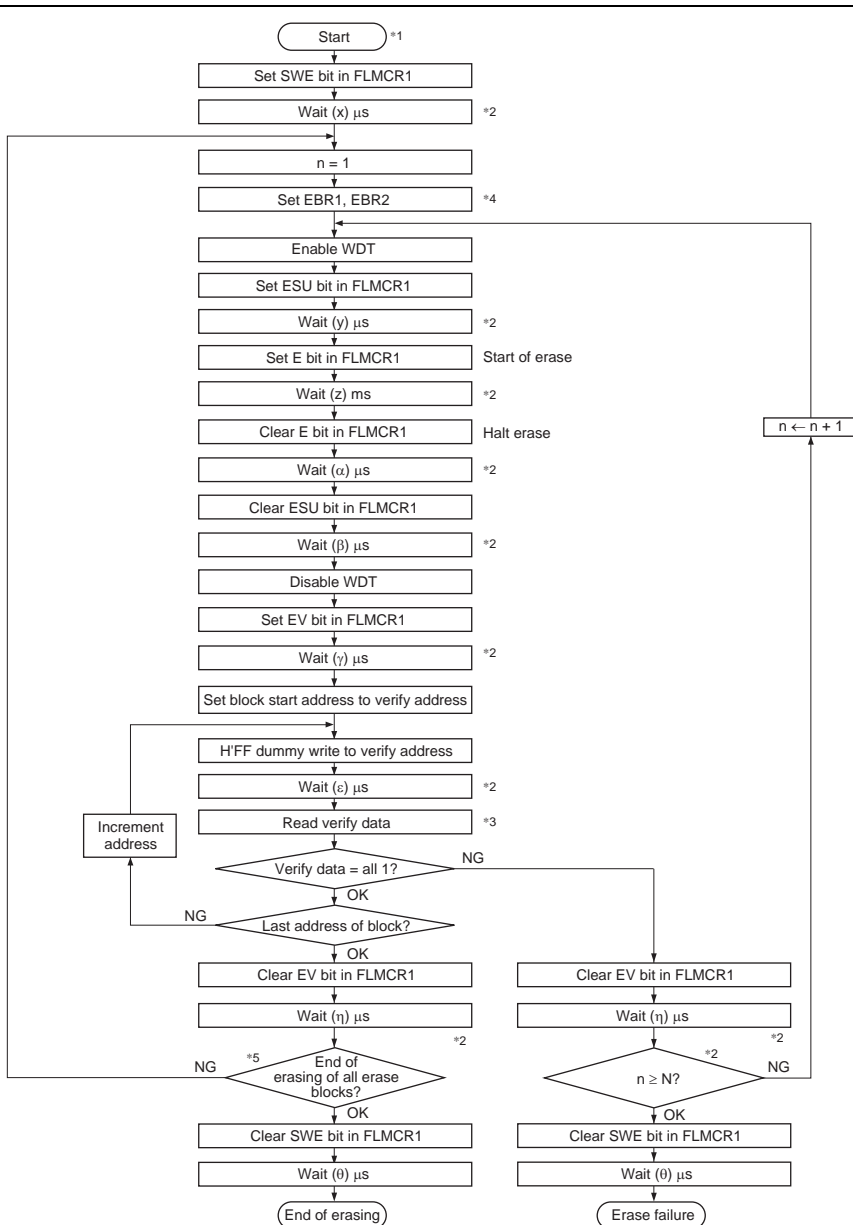 Start *1
Set SWE bit in FLMCR1
Wait (x) μs *2
n = 1
Set EBR1, EBR2 *4
Enable WDT
Set ESU bit in FLMCR1
Wait (y) μs *2
Set E bit in FLMCR1 Start of erase
Wait (z) ms *2
Clear E bit in FLMCR1 Halt erase
n ← n + 1
Wait (α) μs *2
Clear ESU bit in FLMCR1
Wait (β) μs *2
Disable WDT
Set EV bit in FLMCR1
Wait (γ) μs *2
Set block start address to verify address
H'FF dummy write to verify address
Wait (ε) μs *2
Increment
address
Read verify data *3
Verify data = all 1? NG
OK
NG Last address of block?
OK
Clear EV bit in FLMCR1 Clear EV bit in FLMCR1
Wait (η) μs Wait (η) μs
*2 *2
NG *5 End of
erasing of all erase
blocks?
*2 n ≥ N? NG
OK OK
Clear SWE bit in FLMCR1 Clear SWE bit in FLMCR1
Wait (θ) μs Wait (θ) μs
End of erasing Erase failure